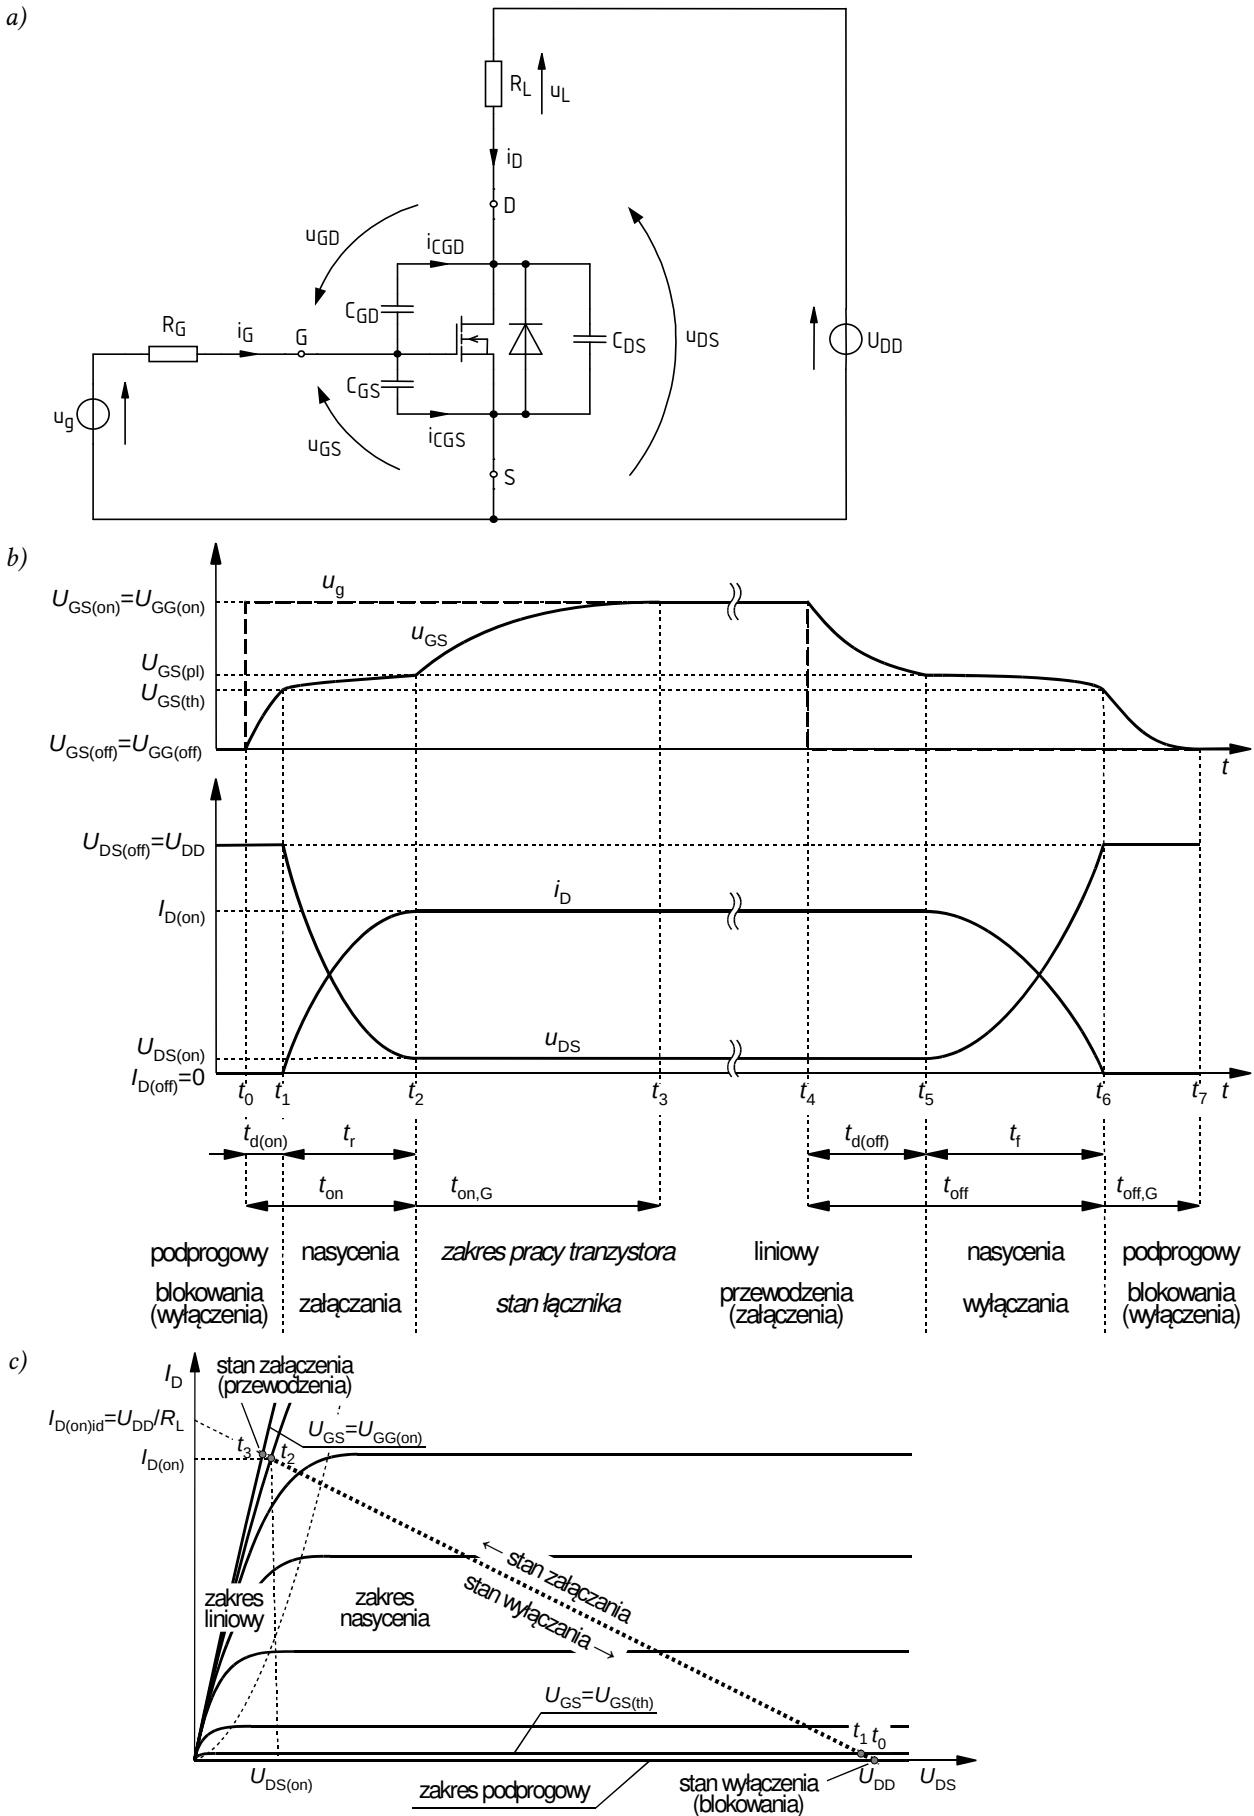 a)
R_L
u_L
i_D
D
u_GD
i_CGD
C_GD
R_G
i_G
G
u_DS
C_DS
U_DD
C_GS
u_g
u_GS
i_CGS
S
b)
U_GS(on)=U_GG(on)
u_g
u_GS
U_GS(pl)
U_GS(th)
U_GS(off)=U_GG(off)
t
U_DS(off)=U_DD
i_D
I_D(on)
U_DS(on)
u_DS
I_D(off)=0
t_0 t_1 t_2 t_3 t_4 t_5 t_6 t_7 t
t_d(on) t_r t_d(off) t_f
t_on t_on,G t_off t_off,G
podprogowy nasycenia zakres pracy tranzystora liniowy nasycenia podprogowy
blokowania załączania stan łącznika przewodzenia wyłączania blokowania
(wyłączenia) (załączenia) (wyłączenia)
c)
I_D
stan załączenia
(przewodzenia)
I_D(on)id=U_DD/R_L
U_GS=U_GG(on)
t_3 t_2
I_D(on)
← stan załączania
stan wyłączania →
zakres
liniowy
zakres
nasycenia
U_GS=U_GS(th)
t_1 t_0
U_DS(on)
zakres podprogowy
stan wyłączenia
(blokowania)
U_DD
U_DS